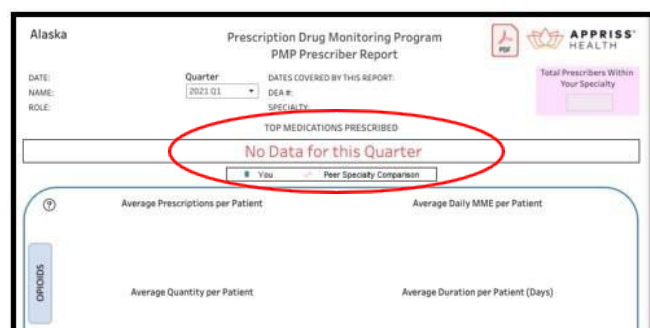 Alaska
Prescription Drug Monitoring Program
PMP Prescriber Report
PDF
APPRISS
HEALTH
DATE:
NAME:
ROLE:
Quarter
2021 Q1
DATES COVERED BY THIS REPORT:
DEA #:
SPECIALTY:
Total Prescribers Within
Your Specialty
TOP MEDICATIONS PRESCRIBED
No Data for this Quarter
You Peer Specialty Comparison
?
Average Prescriptions per Patient
Average Daily MME per Patient
OPIOIDS
Average Quantity per Patient
Average Duration per Patient (Days)